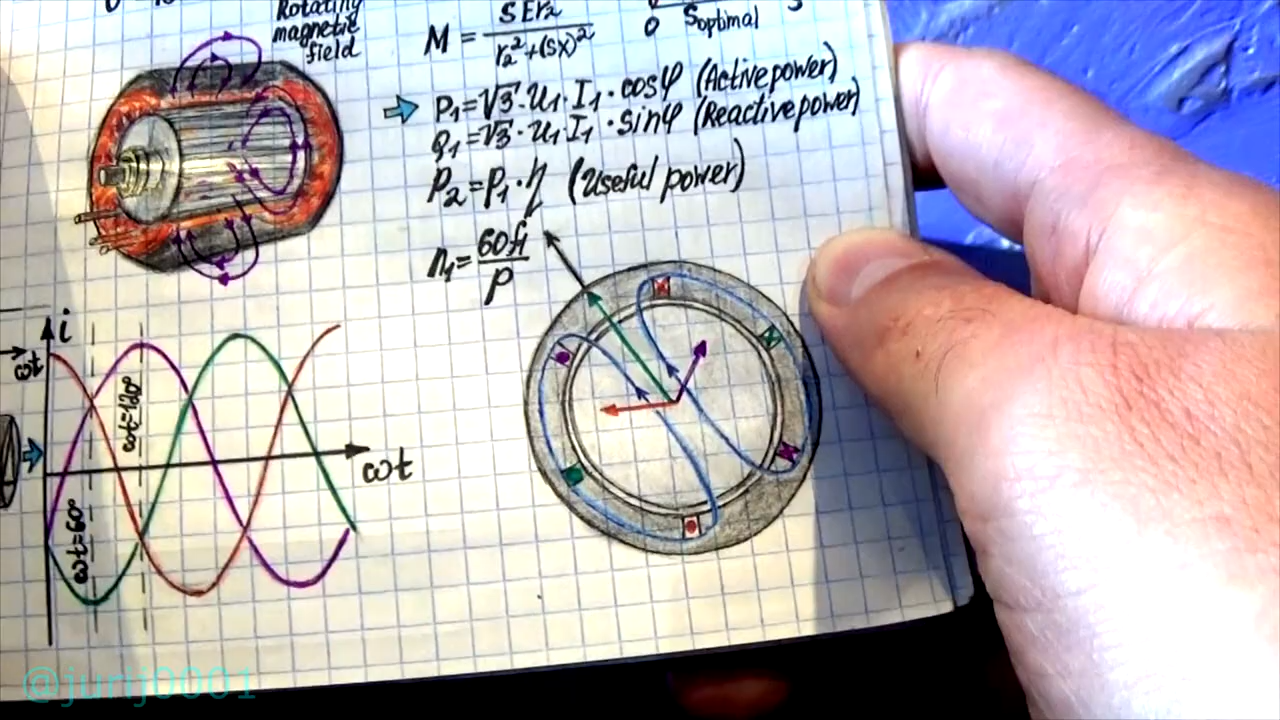 Rotating
magnetic
field
M = SEr₂ / r₂²+(sx)²
0 Soptimal S
P₁=√3·U₁·I₁·cosφ (Active power)
Q₁=√3·U₁·I₁·sinφ (Reactive power)
P₂=P₁·η (Useful power)
n₁=60f₁/P
i
ωt
ωt=120°
ωt
ωt=60°
@jurij0001